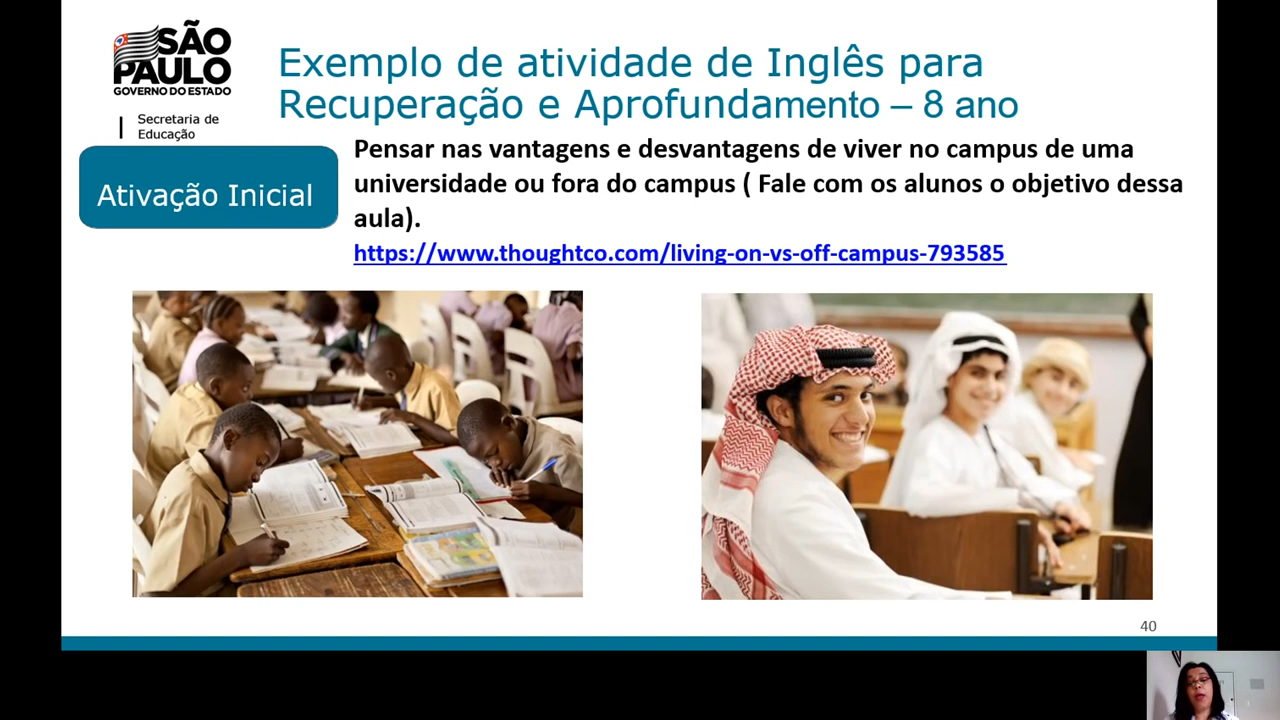 SÃO
PAULO
GOVERNO DO ESTADO
Secretaria de
Educação
Exemplo de atividade de Inglês para
Recuperação e Aprofundamento – 8 ano
Ativação Inicial
Pensar nas vantagens e desvantagens de viver no campus de uma
universidade ou fora do campus ( Fale com os alunos o objetivo dessa
aula).
https://www.thoughtco.com/living-on-vs-off-campus-793585
40